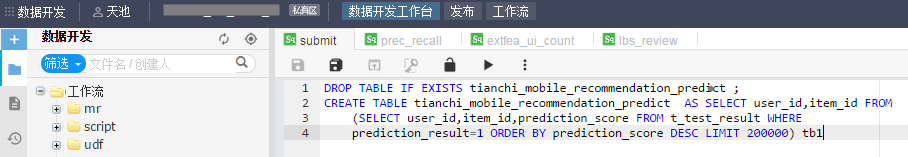 数据开发 天池 私有区 数据开发工作台 发布 工作流
数据开发
submit prec_recall extfea_ui_count lbs_review
筛选 文件名 / 创建人
工作流
mr
script
udf
1 DROP TABLE IF EXISTS tianchi_mobile_recommendation_predict ;
2 CREATE TABLE tianchi_mobile_recommendation_predict AS SELECT user_id,item_id FROM
3 (SELECT user_id,item_id,prediction_score FROM t_test_result WHERE
4 prediction_result=1 ORDER BY prediction_score DESC LIMIT 200000) tb1